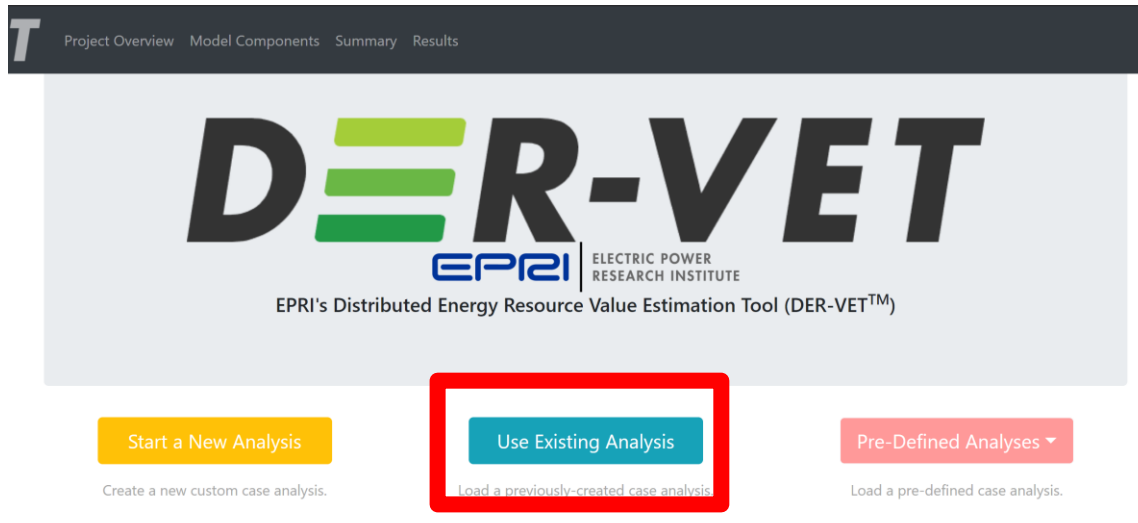 T Project Overview Model Components Summary Results
DER-VET
EPRI ELECTRIC POWER
RESEARCH INSTITUTE
EPRI's Distributed Energy Resource Value Estimation Tool (DER-VET™)
Start a New Analysis Use Existing Analysis Pre-Defined Analyses
Create a new custom case analysis. Load a previously-created case analysis. Load a pre-defined case analysis.